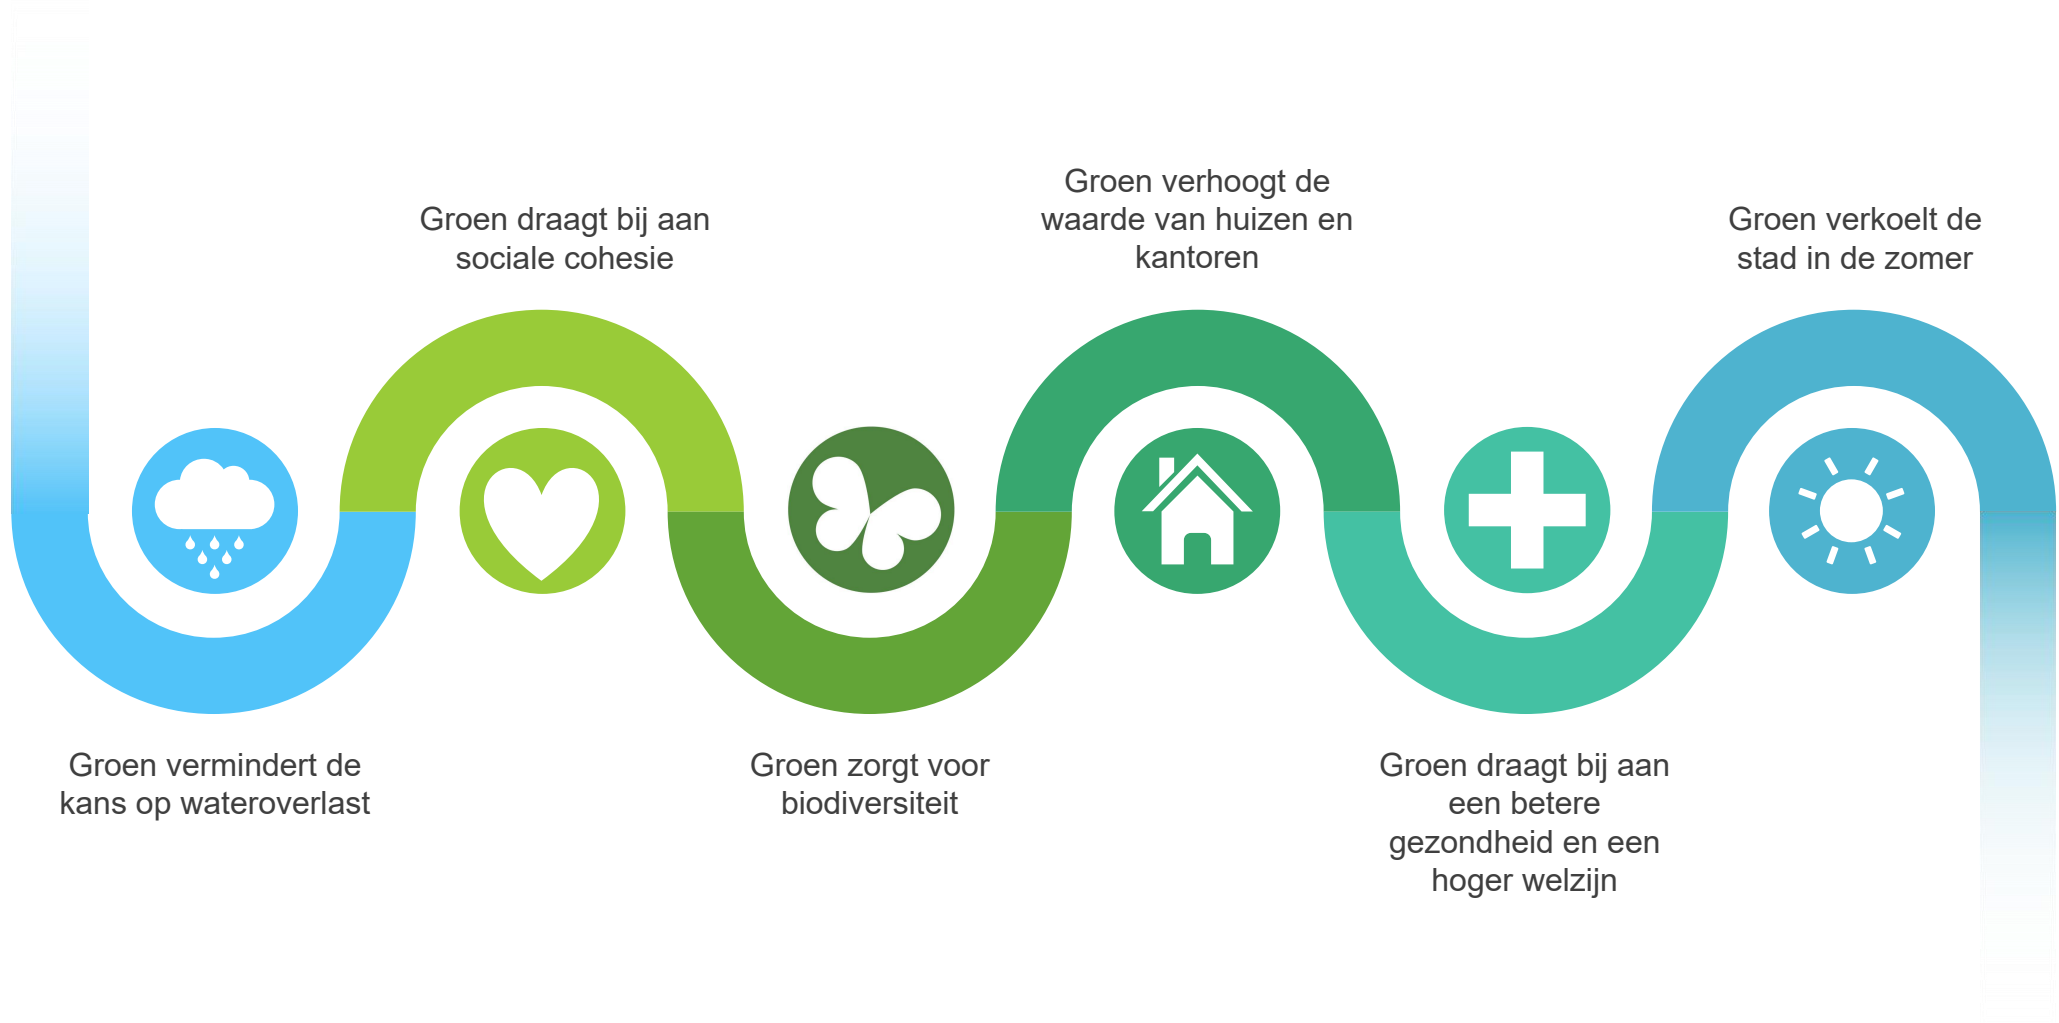 Groen vermindert de
kans op wateroverlast
Groen draagt bij aan
sociale cohesie
Groen zorgt voor
biodiversiteit
Groen verhoogt de
waarde van huizen en
kantoren
Groen draagt bij aan
een betere
gezondheid en een
hoger welzijn
Groen verkoelt de
stad in de zomer